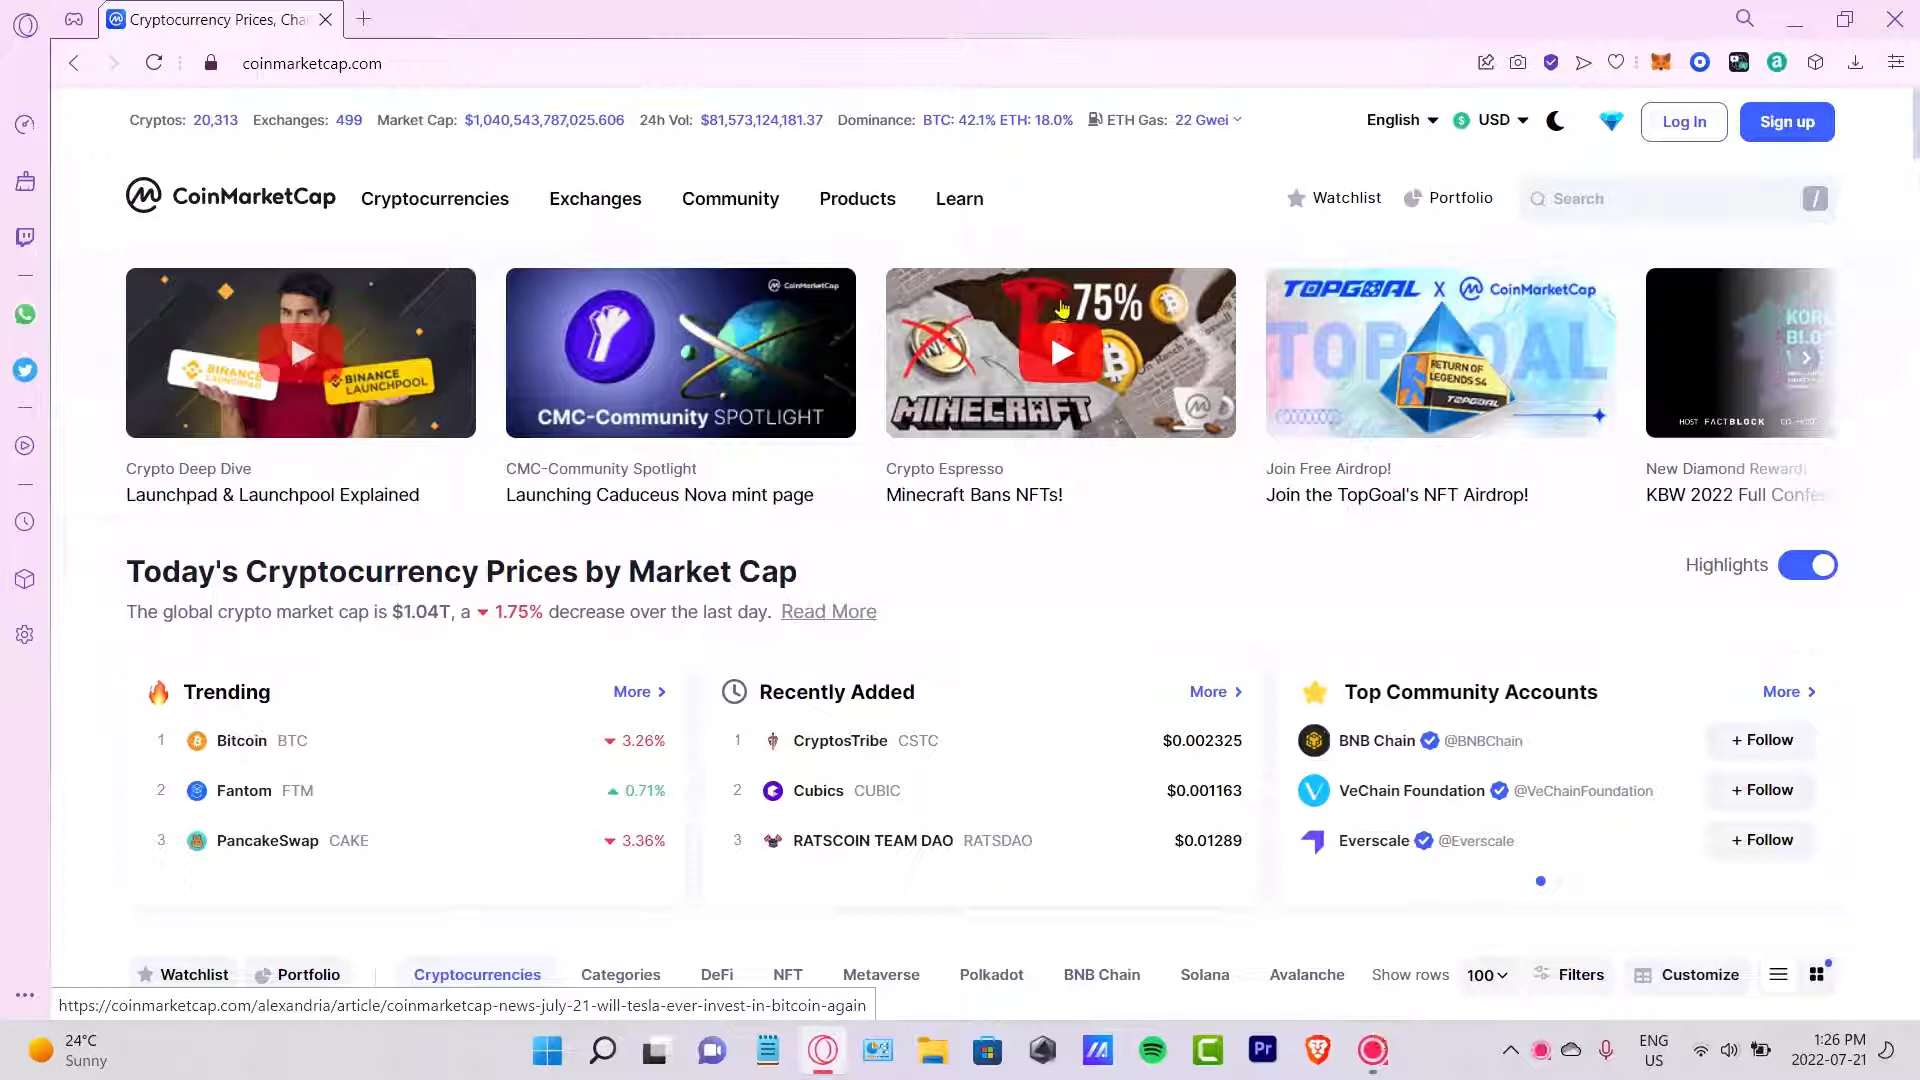 Cryptocurrency Prices, Cha
coinmarketcap.com
Cryptos: 20,313 Exchanges: 499 Market Cap: $1,040,543,787,025.606 24h Vol: $81,573,124,181.37 Dominance: BTC: 42.1% ETH: 18.0% ETH Gas: 22 Gwei
English USD Log In Sign up
CoinMarketCap Cryptocurrencies Exchanges Community Products Learn
Watchlist Portfolio Search /
BINANCE LAUNCHPAD
BINANCE LAUNCHPOOL
CoinMarketCap
CMC-Community SPOTLIGHT
75%
NFT
MINECRAFT
TOPGOAL X CoinMarketCap
TOPGOAL
RETURN OF LEGENDS S4
TOPGOAL
HOST FACTBLOCK
Crypto Deep Dive
Launchpad & Launchpool Explained
CMC-Community Spotlight
Launching Caduceus Nova mint page
Crypto Espresso
Minecraft Bans NFTs!
Join Free Airdrop!
Join the TopGoal's NFT Airdrop!
New Diamond Reward!
KBW 2022 Full Confe
Today's Cryptocurrency Prices by Market Cap
Highlights
The global crypto market cap is $1.04T, a 1.75% decrease over the last day. Read More
Trending More
1 Bitcoin BTC 3.26%
2 Fantom FTM 0.71%
3 PancakeSwap CAKE 3.36%
Recently Added More
1 CryptosTribe CSTC $0.002325
2 Cubics CUBIC $0.001163
3 RATSCOIN TEAM DAO RATSDAO $0.01289
Top Community Accounts More
BNB Chain @BNBChain + Follow
VeChain Foundation @VeChainFoundation + Follow
Everscale @Everscale + Follow
Watchlist Portfolio Cryptocurrencies Categories DeFi NFT Metaverse Polkadot BNB Chain Solana Avalanche Show rows 100 Filters Customize
https://coinmarketcap.com/alexandria/article/coinmarketcap-news-july-21-will-tesla-ever-invest-in-bitcoin-again
24°C
Sunny
Pr
ENG
US
1:26 PM
2022-07-21